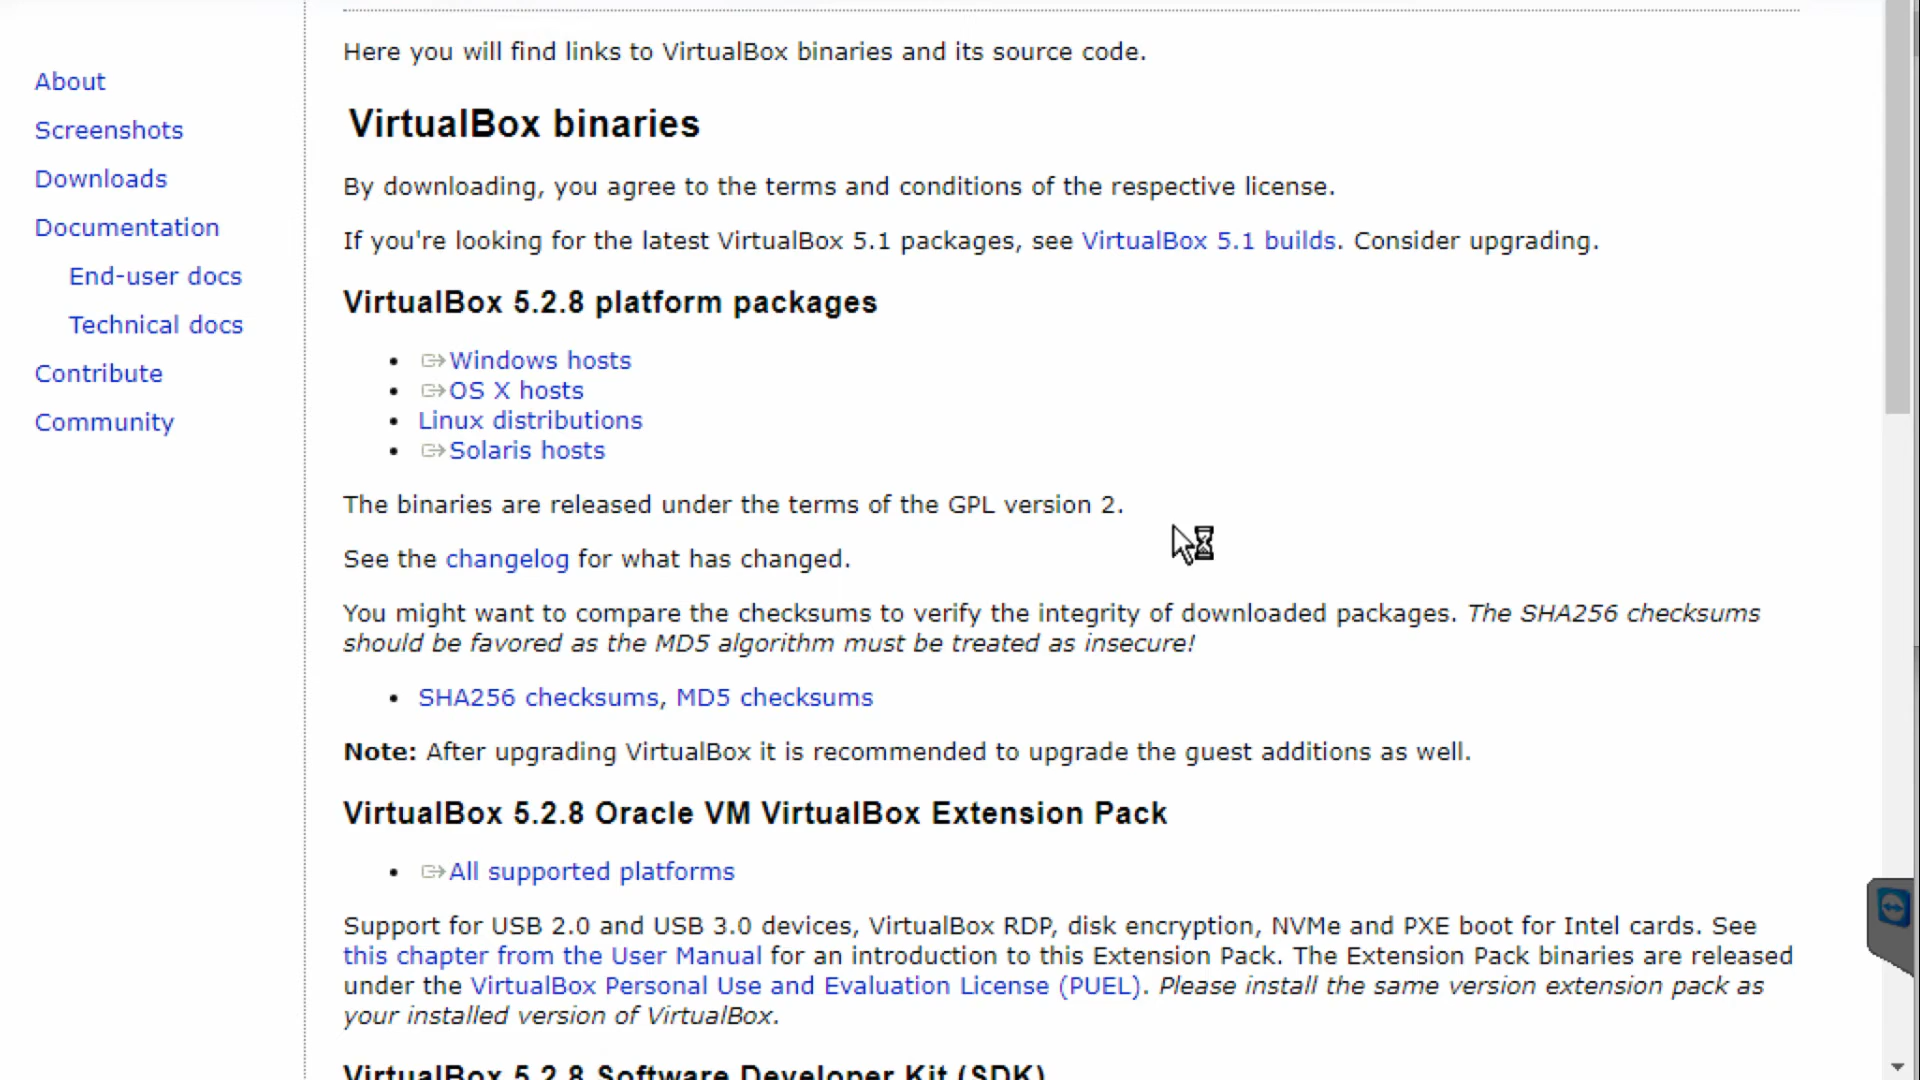 About
Screenshots
Downloads
Documentation
End-user docs
Technical docs
Contribute
Community
Here you will find links to VirtualBox binaries and its source code.
VirtualBox binaries
By downloading, you agree to the terms and conditions of the respective license.
If you're looking for the latest VirtualBox 5.1 packages, see VirtualBox 5.1 builds. Consider upgrading.
VirtualBox 5.2.8 platform packages
• Windows hosts
• OS X hosts
• Linux distributions
• Solaris hosts
The binaries are released under the terms of the GPL version 2.
See the changelog for what has changed.
You might want to compare the checksums to verify the integrity of downloaded packages. The SHA256 checksums
should be favored as the MD5 algorithm must be treated as insecure!
• SHA256 checksums, MD5 checksums
Note: After upgrading VirtualBox it is recommended to upgrade the guest additions as well.
VirtualBox 5.2.8 Oracle VM VirtualBox Extension Pack
• All supported platforms
Support for USB 2.0 and USB 3.0 devices, VirtualBox RDP, disk encryption, NVMe and PXE boot for Intel cards. See
this chapter from the User Manual for an introduction to this Extension Pack. The Extension Pack binaries are released
under the VirtualBox Personal Use and Evaluation License (PUEL). Please install the same version extension pack as
your installed version of VirtualBox.
VirtualBox 5.2.8 Software Developer Kit (SDK)